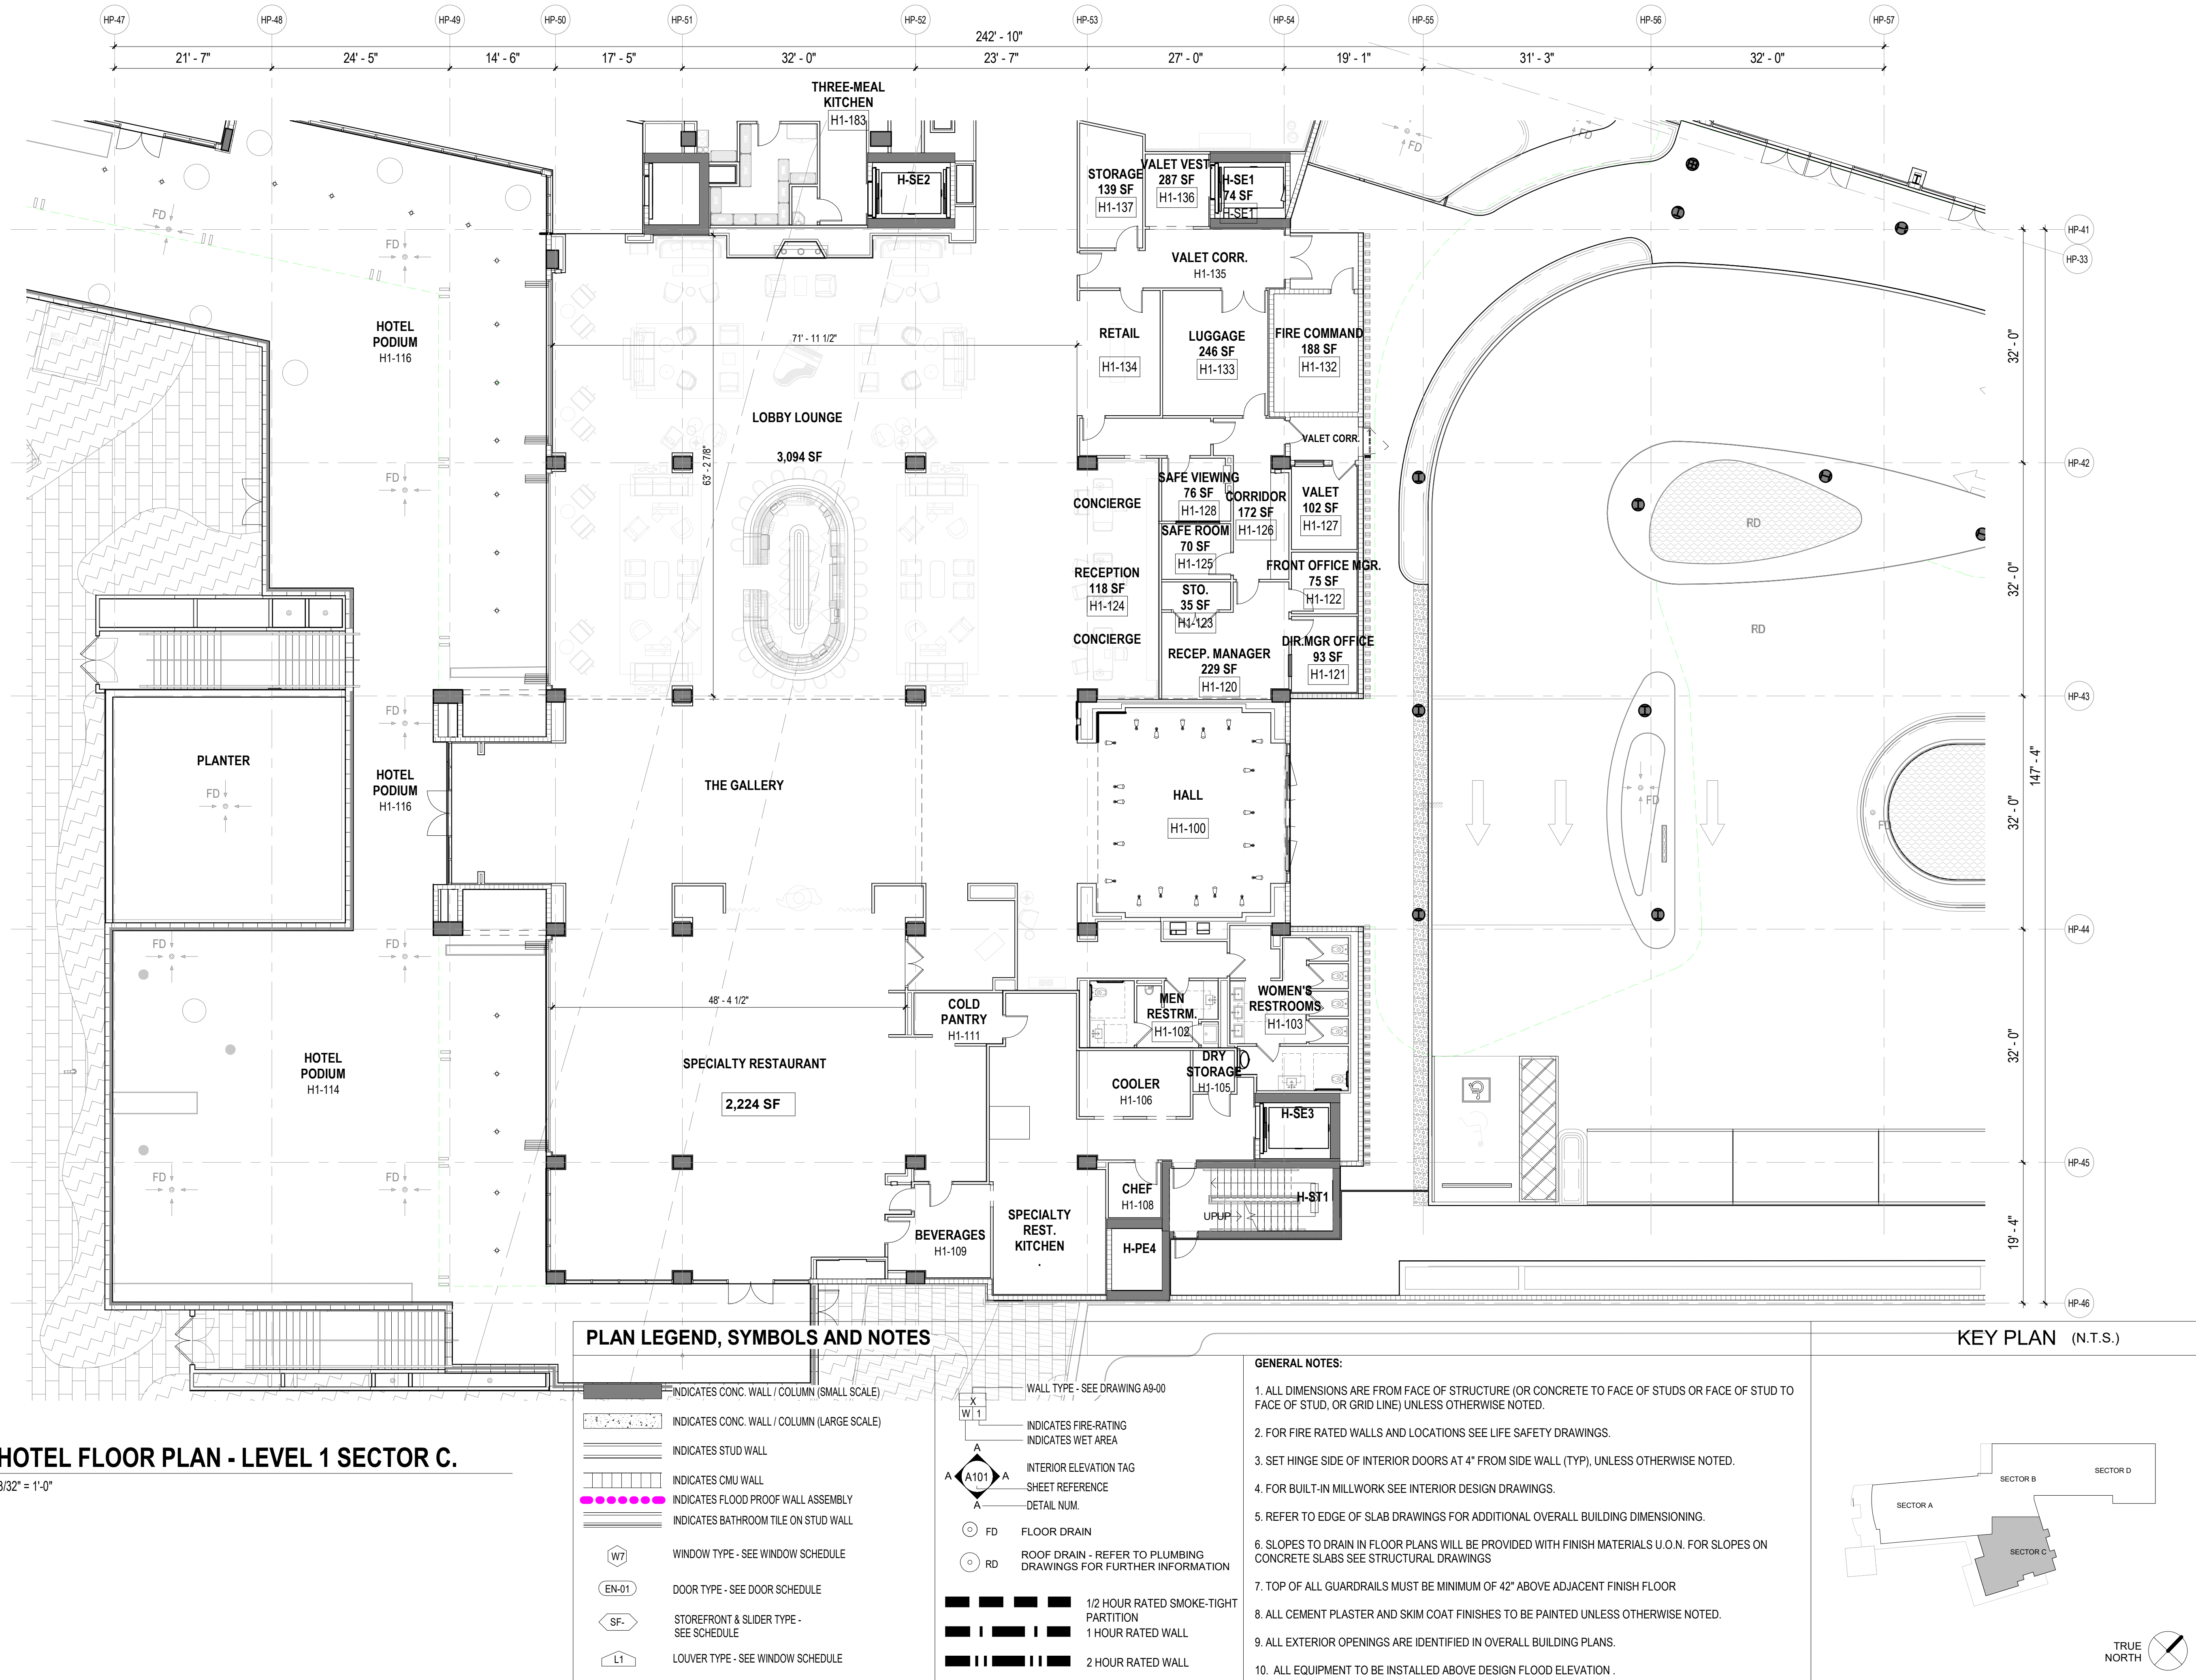 HP-47
HP-48
HP-49
HP-50
HP-51
HP-52
HP-53
HP-54
HP-55
HP-56
HP-57
242' - 10"
21' - 7"
24' - 5"
14' - 6"
17' - 5"
32' - 0"
23' - 7"
27' - 0"
19' - 1"
31' - 3"
32' - 0"
THREE-MEAL
KITCHEN
H1-183
H-SE2
STORAGE
139 SF
H1-137
VALET VEST.
287 SF
H1-136
H-SE1
74 SF
H-SE1
FD
FD
FD
FD
HP-41
HP-33
VALET CORR.
H1-135
HOTEL
PODIUM
H1-116
71' - 11 1/2"
RETAIL
H1-134
LUGGAGE
246 SF
H1-133
FIRE COMMAND
188 SF
H1-132
32' - 0"
LOBBY LOUNGE
3,094 SF
63' - 2 7/8"
VALET CORR.
HP-42
FD
CONCIERGE
SAFE VIEWING
76 SF
H1-128
CORRIDOR
172 SF
H1-126
VALET
102 SF
H1-127
RD
SAFE ROOM
70 SF
H1-125
RECEPTION
118 SF
H1-124
FRONT OFFICE MGR.
75 SF
H1-122
STO.
35 SF
H1-123
32' - 0"
RD
CONCIERGE
RECEP. MANAGER
229 SF
H1-120
DIR.MGR OFFICE
93 SF
H1-121
HP-43
FD
PLANTER
FD
HOTEL
PODIUM
H1-116
THE GALLERY
HALL
H1-100
FD
FD
32' - 0"
147' - 4"
HP-44
FD
FD
48' - 4 1/2"
COLD
PANTRY
H1-111
MEN
RESTRM.
H1-102
WOMEN'S
RESTROOMS
H1-103
HOTEL
PODIUM
H1-114
SPECIALTY RESTAURANT
2,224 SF
COOLER
H1-106
DRY
STORAGE
H1-105
H-SE3
32' - 0"
HP-45
FD
FD
CHEF
H1-108
H-ST1
UPUP
BEVERAGES
H1-109
SPECIALTY
REST.
KITCHEN
H-PE4
19' - 4"
HP-46
PLAN LEGEND, SYMBOLS AND NOTES
INDICATES CONC. WALL / COLUMN (SMALL SCALE)
INDICATES CONC. WALL / COLUMN (LARGE SCALE)
INDICATES STUD WALL
INDICATES CMU WALL
INDICATES FLOOD PROOF WALL ASSEMBLY
INDICATES BATHROOM TILE ON STUD WALL
W7
WINDOW TYPE - SEE WINDOW SCHEDULE
EN-01
DOOR TYPE - SEE DOOR SCHEDULE
SF-
STOREFRONT & SLIDER TYPE -
SEE SCHEDULE
L1
LOUVER TYPE - SEE WINDOW SCHEDULE
WALL TYPE - SEE DRAWING A9-00
X
W 1
INDICATES FIRE-RATING
INDICATES WET AREA
A
A A101 A
A
INTERIOR ELEVATION TAG
SHEET REFERENCE
DETAIL NUM.
FD FLOOR DRAIN
RD ROOF DRAIN - REFER TO PLUMBING
DRAWINGS FOR FURTHER INFORMATION
1/2 HOUR RATED SMOKE-TIGHT
PARTITION
1 HOUR RATED WALL
2 HOUR RATED WALL
GENERAL NOTES:
1. ALL DIMENSIONS ARE FROM FACE OF STRUCTURE (OR CONCRETE TO FACE OF STUDS OR FACE OF STUD TO
FACE OF STUD, OR GRID LINE) UNLESS OTHERWISE NOTED.
2. FOR FIRE RATED WALLS AND LOCATIONS SEE LIFE SAFETY DRAWINGS.
3. SET HINGE SIDE OF INTERIOR DOORS AT 4" FROM SIDE WALL (TYP), UNLESS OTHERWISE NOTED.
4. FOR BUILT-IN MILLWORK SEE INTERIOR DESIGN DRAWINGS.
5. REFER TO EDGE OF SLAB DRAWINGS FOR ADDITIONAL OVERALL BUILDING DIMENSIONING.
6. SLOPES TO DRAIN IN FLOOR PLANS WILL BE PROVIDED WITH FINISH MATERIALS U.O.N. FOR SLOPES ON
CONCRETE SLABS SEE STRUCTURAL DRAWINGS
7. TOP OF ALL GUARDRAILS MUST BE MINIMUM OF 42" ABOVE ADJACENT FINISH FLOOR
8. ALL CEMENT PLASTER AND SKIM COAT FINISHES TO BE PAINTED UNLESS OTHERWISE NOTED.
9. ALL EXTERIOR OPENINGS ARE IDENTIFIED IN OVERALL BUILDING PLANS.
10. ALL EQUIPMENT TO BE INSTALLED ABOVE DESIGN FLOOD ELEVATION .
KEY PLAN (N.T.S.)
SECTOR A
SECTOR B
SECTOR D
SECTOR C
TRUE
NORTH
HOTEL FLOOR PLAN - LEVEL 1 SECTOR C.
3/32" = 1'-0"